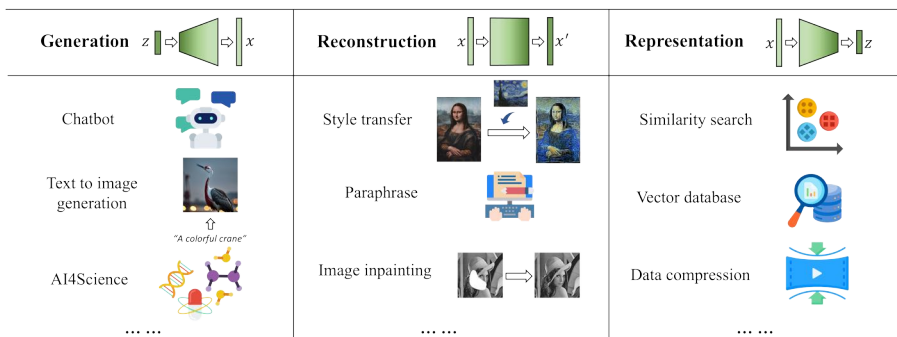 Generation z x
Reconstruction x x′
Representation x z
Chatbot
Text to image
generation
"A colorful crane"
AI4Science
... ...
Style transfer
Paraphrase
Image inpainting
... ...
Similarity search
Vector database
Data compression
... ...